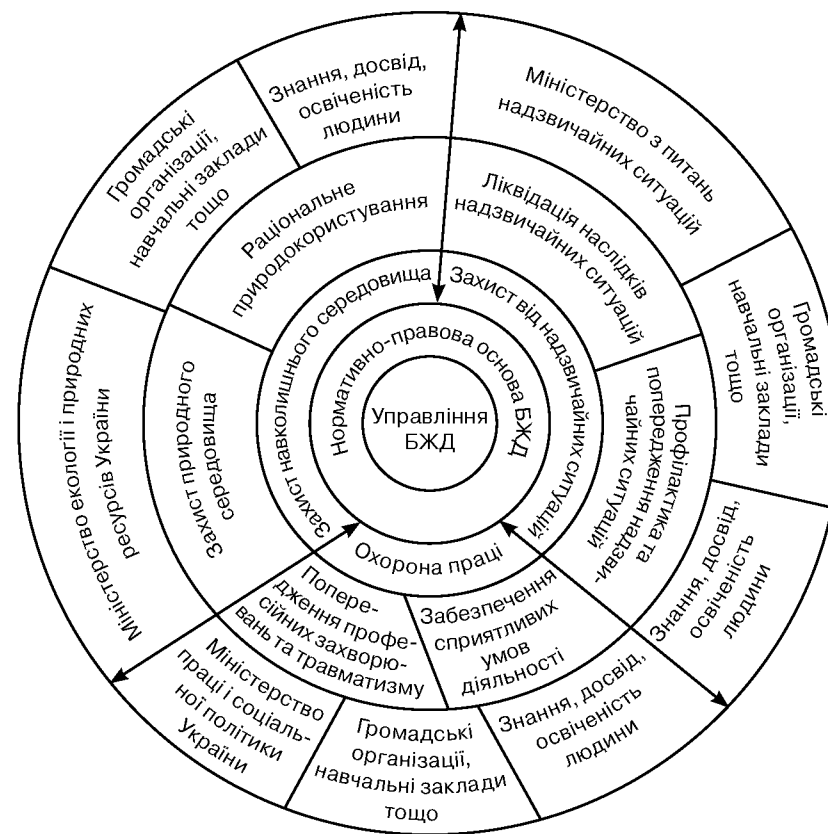 Управління
БЖД
Нормативно-правова основа БЖД
Захист навколишнього середовища
Захист від надзвичайних ситуацій
Охорона праці
Раціональне
природокористування
Ліквідація наслідків
надзвичайних ситуацій
Профілактика та
попередження надзви-
чайних ситуацій
Забезпечення
сприятливих
умов
діяльності
Попере-
дження профе-
сійних захворю-
вань та травматизму
Захист природного
середовища
Знання, досвід,
освіченість
людини
Міністерство з питань
надзвичайних ситуацій
Громадські
організації,
навчальні заклади
тощо
Знання, досвід,
освіченість
людини
Знання, досвід,
освіченість
людини
Громадські
організації,
навчальні заклади
тощо
Міністерство
праці і соціаль-
ної політики
України
Міністерство екології і природних
ресурсів України
Громадські
організації,
навчальні заклади
тощо